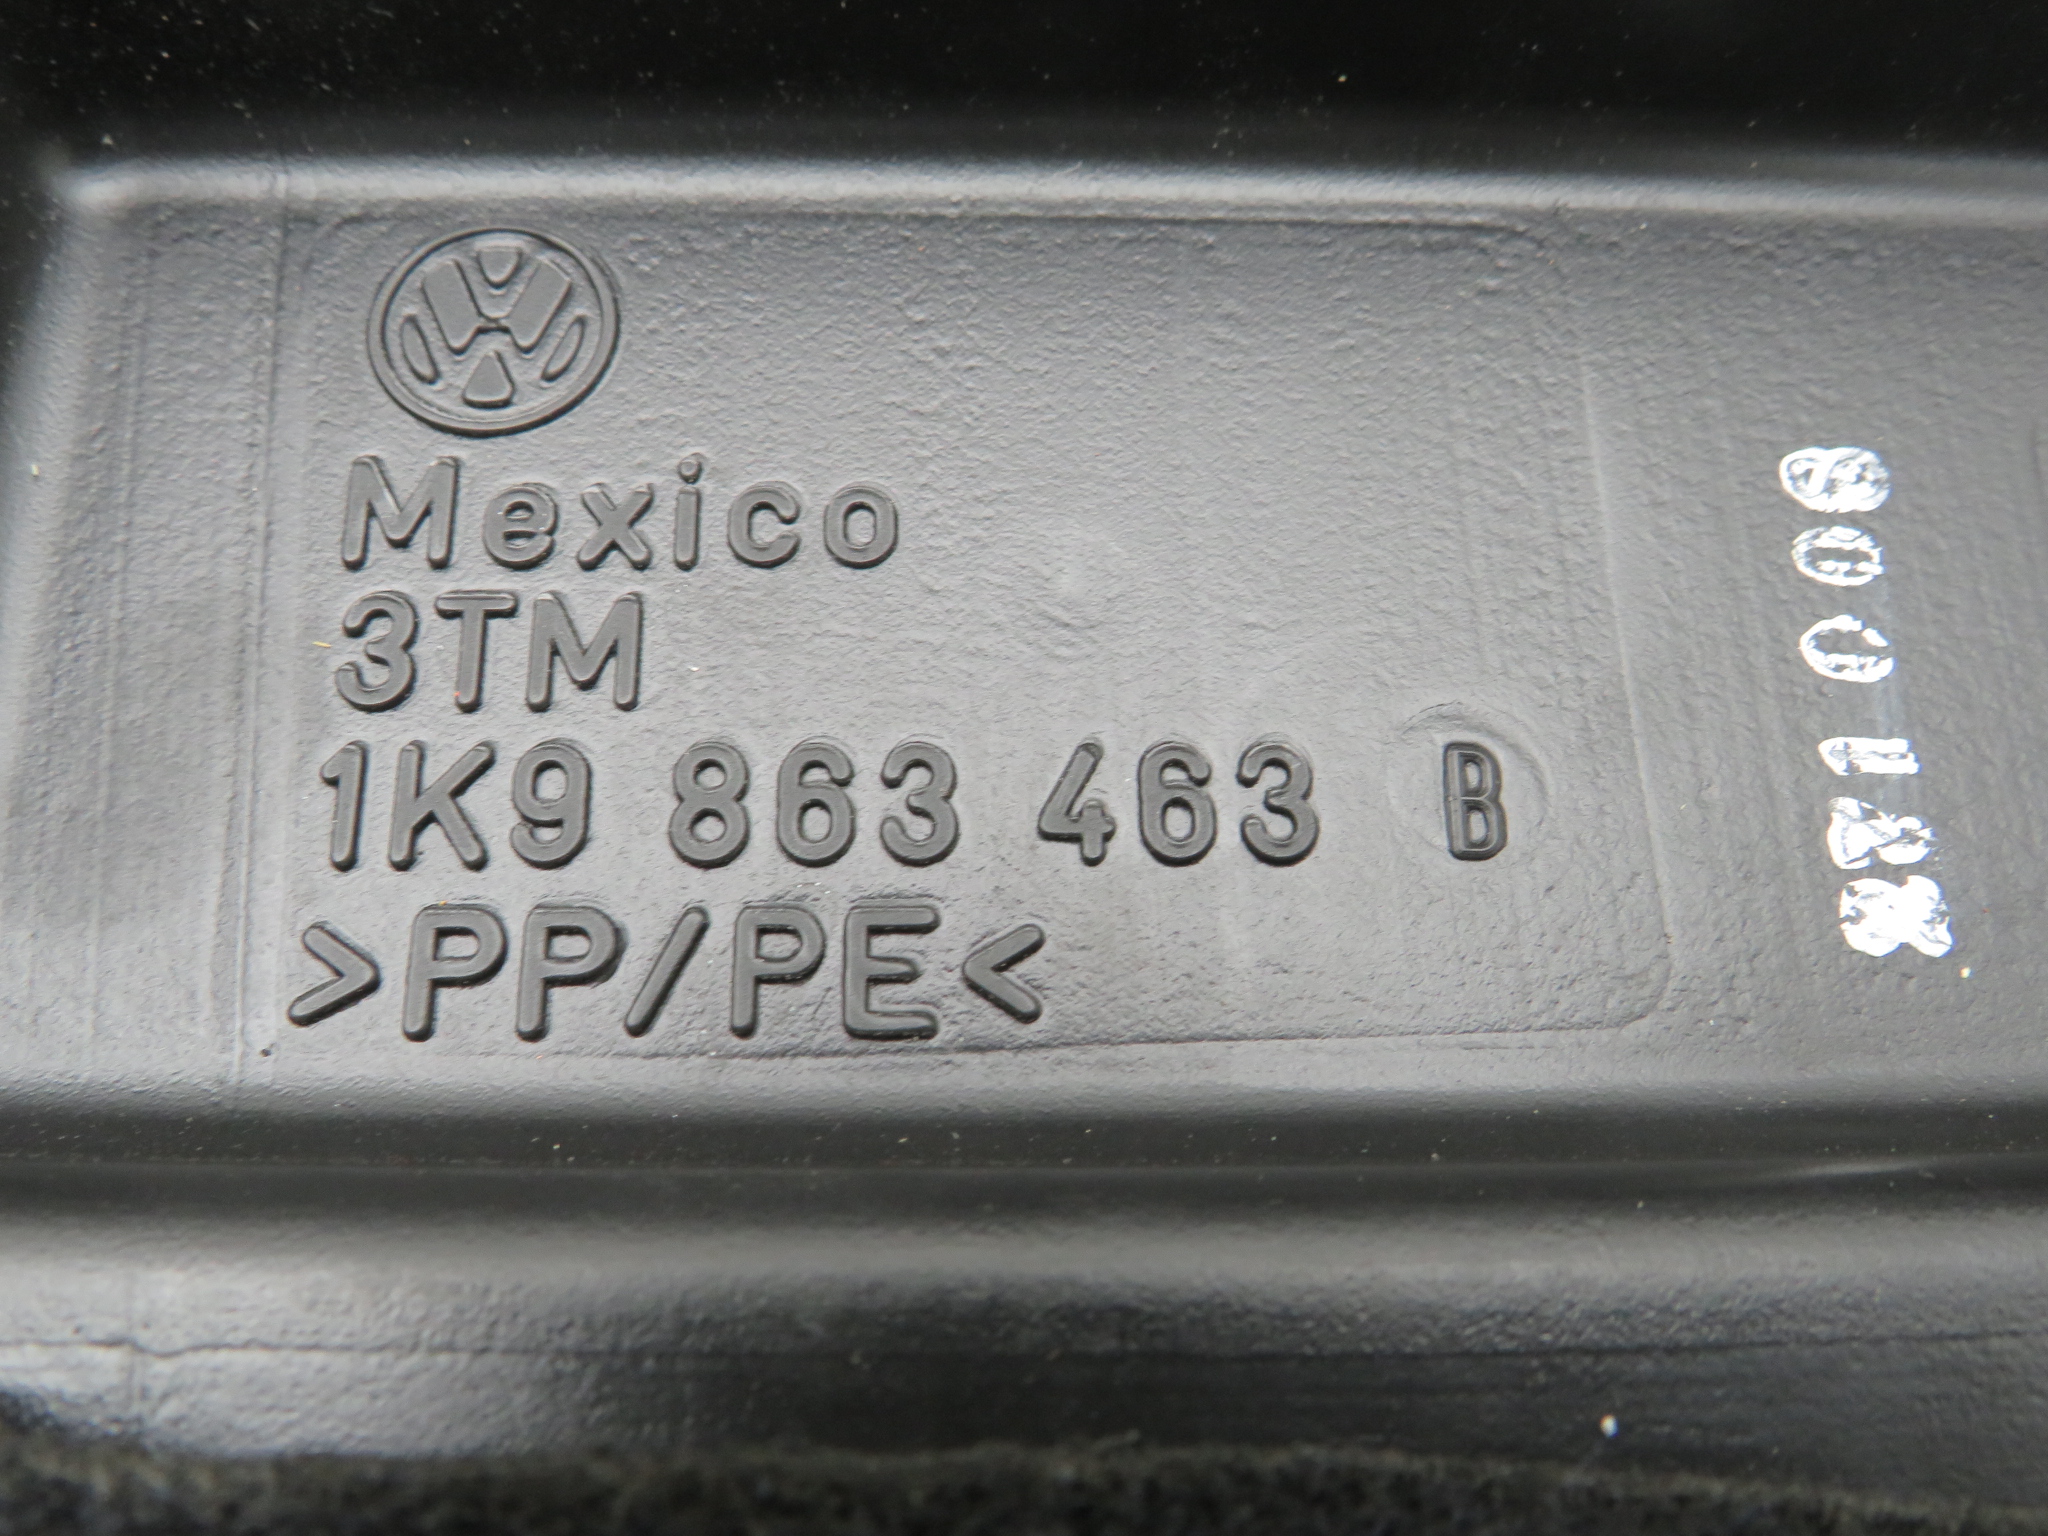 Mexico
3TM
1K9 863 463 B
>PP/PE<